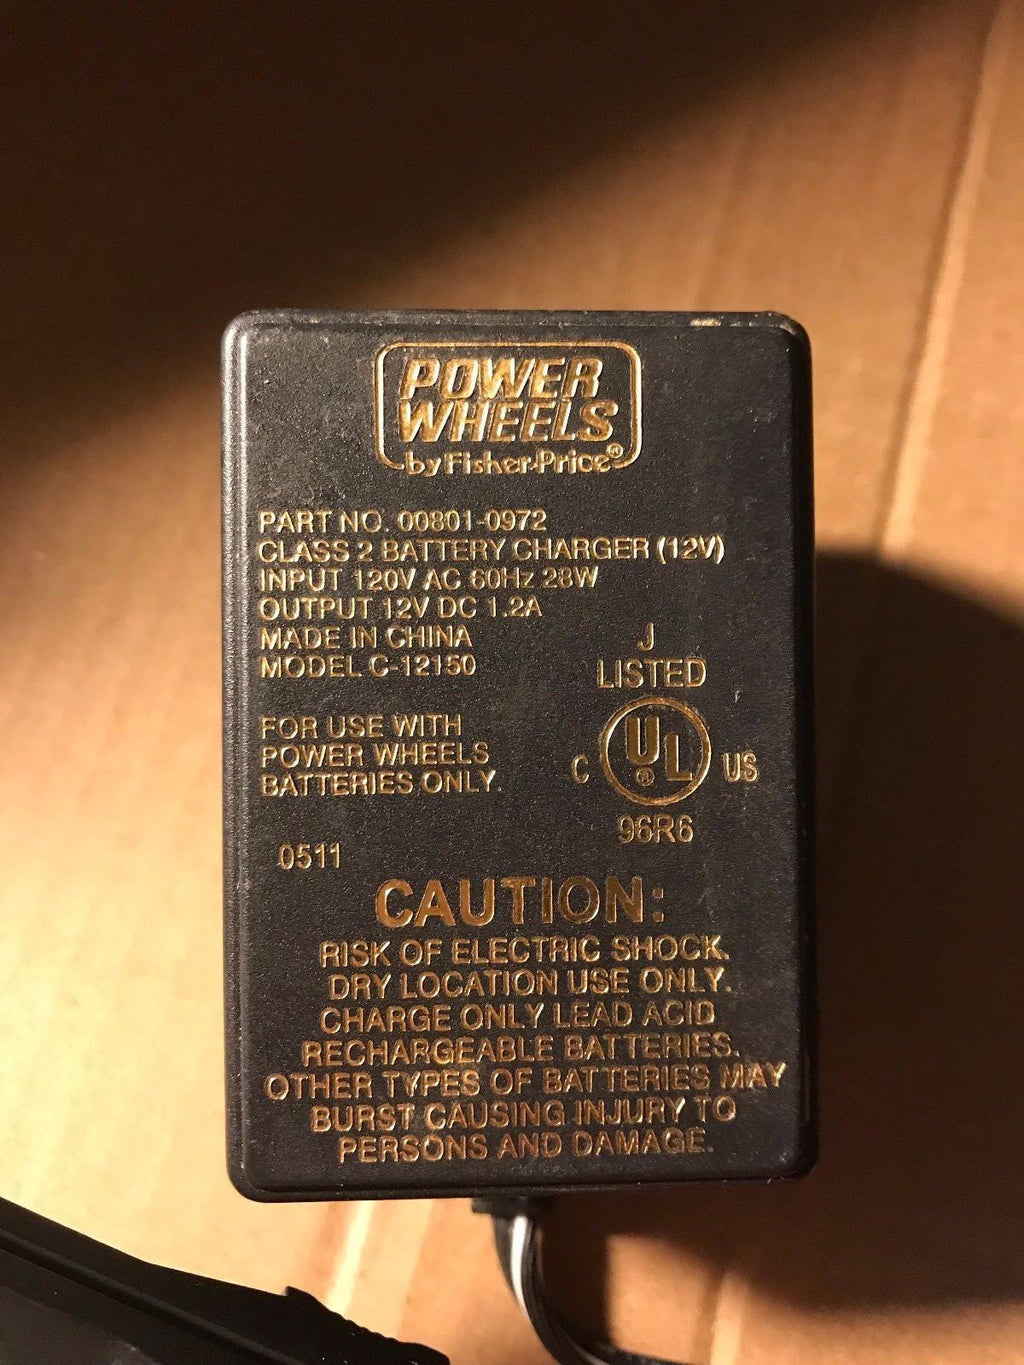 POWER
WHEELS
by Fisher-Price®
PART NO. 00801-0972
CLASS 2 BATTERY CHARGER (12V)
INPUT 120V AC 60Hz 28W
OUTPUT 12V DC 1.2A
MADE IN CHINA
MODEL C-12150
J
LISTED
C UL® US
96R6
FOR USE WITH
POWER WHEELS
BATTERIES ONLY.
0511
CAUTION:
RISK OF ELECTRIC SHOCK.
DRY LOCATION USE ONLY.
CHARGE ONLY LEAD ACID
RECHARGEABLE BATTERIES.
OTHER TYPES OF BATTERIES MAY
BURST CAUSING INJURY TO
PERSONS AND DAMAGE.